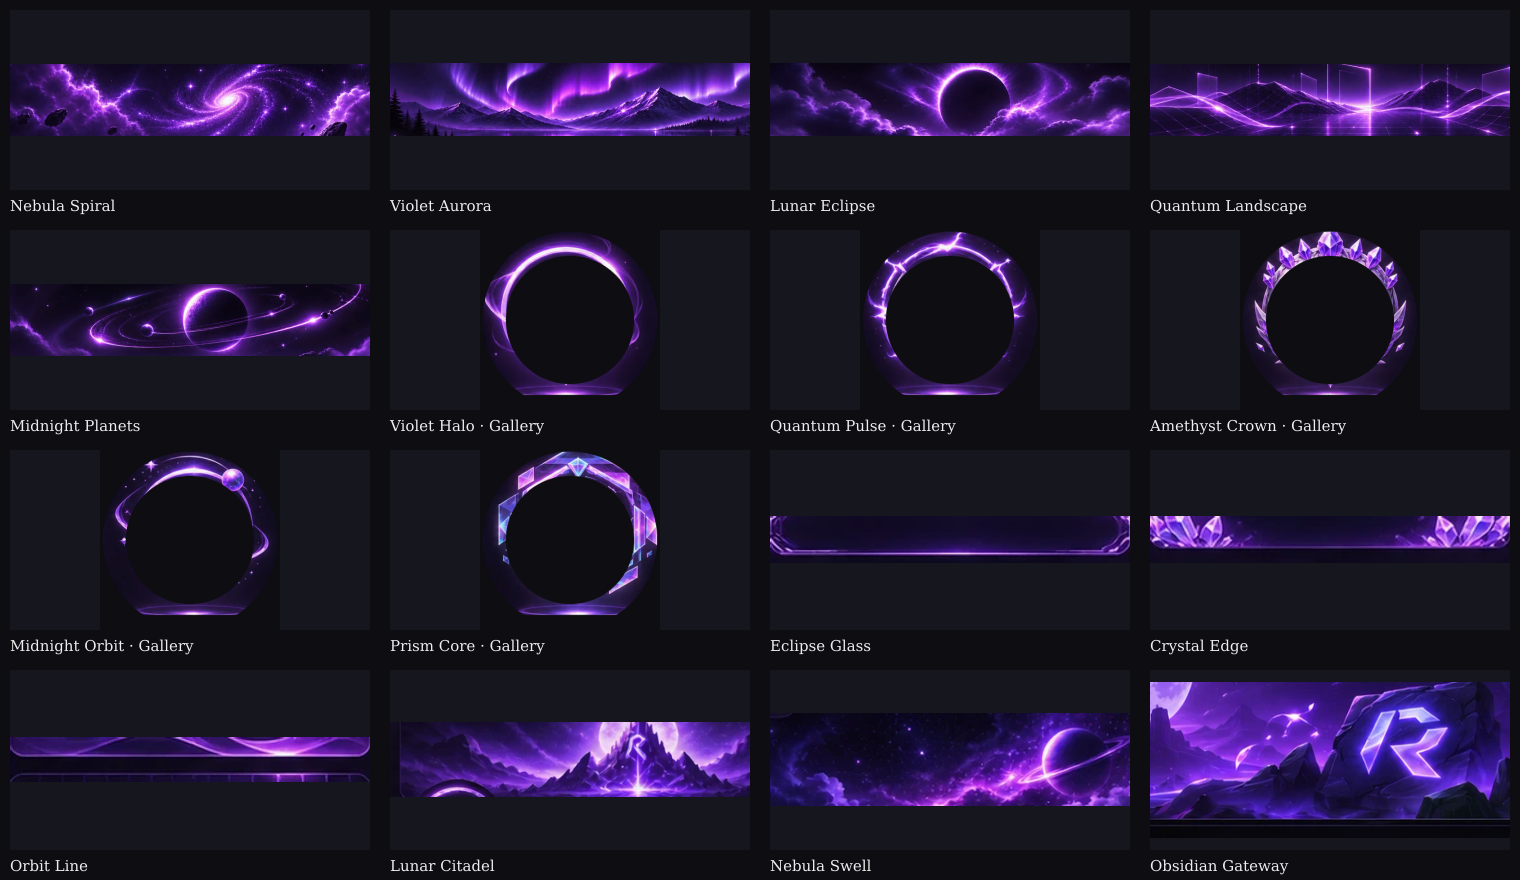 Nebula Spiral
Violet Aurora
Lunar Eclipse
Quantum Landscape
Midnight Planets
Violet Halo · Gallery
Quantum Pulse · Gallery
Amethyst Crown · Gallery
Midnight Orbit · Gallery
Prism Core · Gallery
Eclipse Glass
Crystal Edge
Orbit Line
Lunar Citadel
Nebula Swell
R
Obsidian Gateway